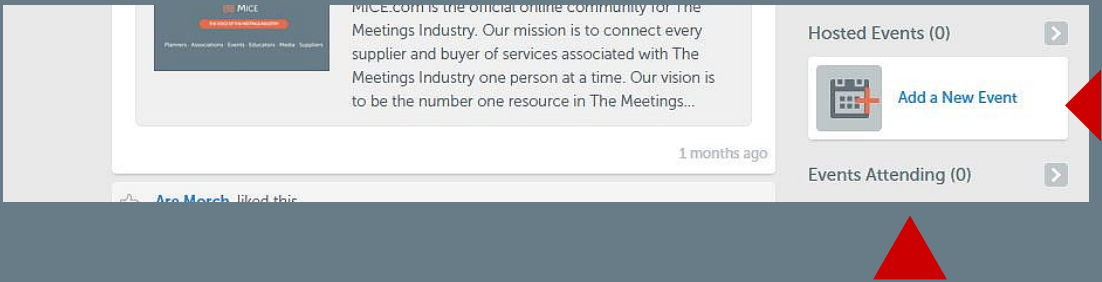 MICE
THE VOICE OF THE MEETINGS INDUSTRY
Planners Associations Events Educators Media Suppliers
MICE.com is the official online community for The
Meetings Industry. Our mission is to connect every
supplier and buyer of services associated with The
Meetings Industry one person at a time. Our vision is
to be the number one resource in The Meetings...
1 months ago
Are Morch liked this
Hosted Events (0)
Add a New Event
Events Attending (0)